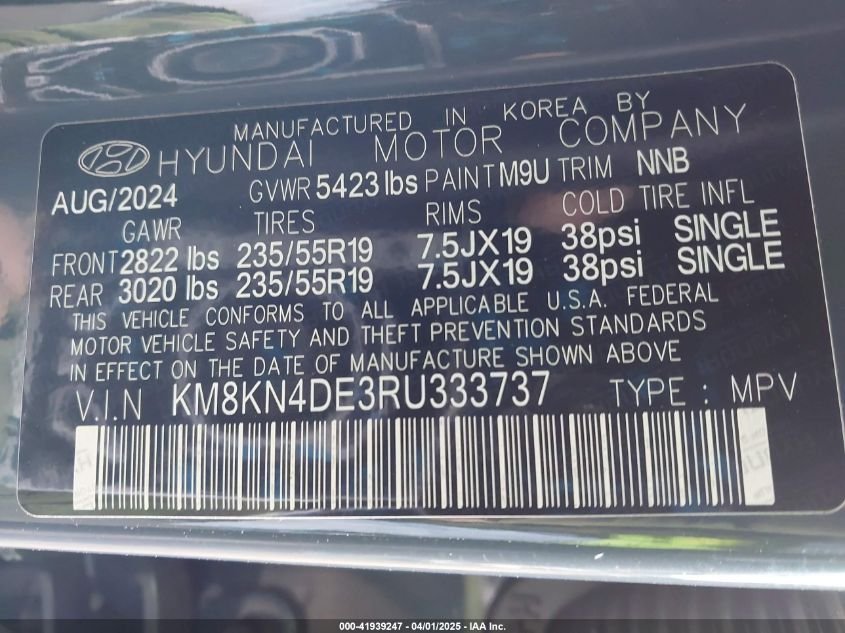 MANUFACTURED IN KOREA BY
HYUNDAI MOTOR COMPANY
AUG/2024 GVWR 5423 lbs PAINT M9U TRIM NNB
GAWR TIRES RIMS COLD TIRE INFL
FRONT 2822 lbs 235/55R19 7.5JX19 38psi SINGLE
REAR 3020 lbs 235/55R19 7.5JX19 38psi SINGLE
THIS VEHICLE CONFORMS TO ALL APPLICABLE U.S.A. FEDERAL
MOTOR VEHICLE SAFETY AND THEFT PREVENTION STANDARDS
IN EFFECT ON THE DATE OF MANUFACTURE SHOWN ABOVE
V.I.N KM8KN4DE3RU333737 TYPE : MPV
000-41939247 - 04/01/2025 - IAA Inc.